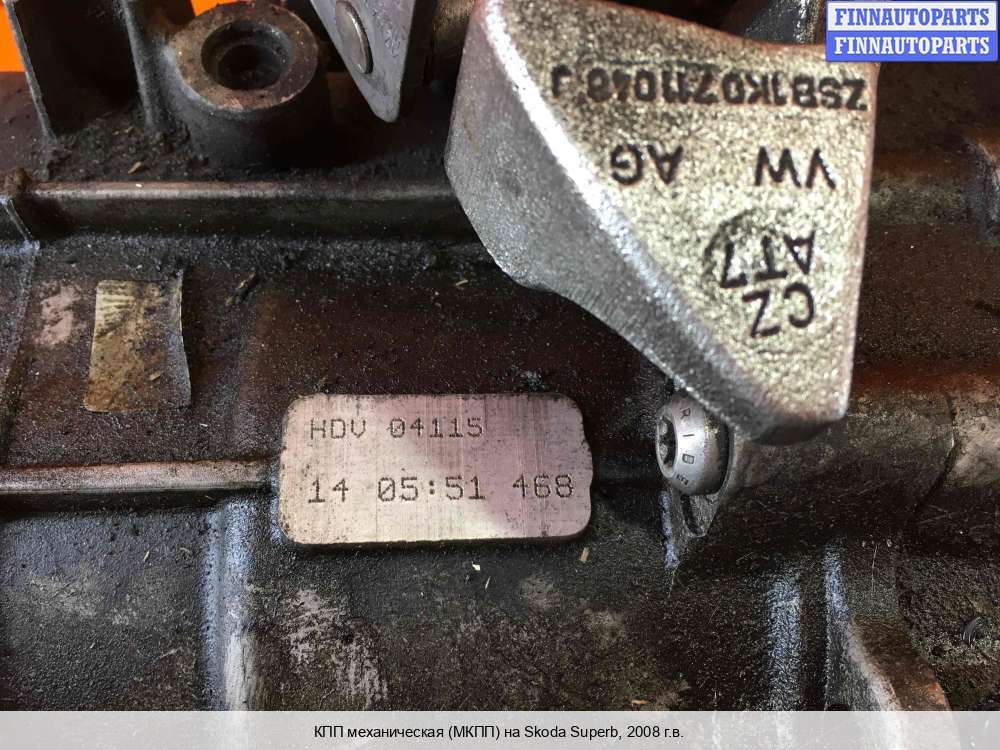 FINNAUTOPARTS
FINNAUTOPARTS
ZSB1K0711046J
VW AG
AT7
CZ
HDV 04115
14 05:51 468
КПП механическая (МКПП) на Skoda Superb, 2008 г.в.